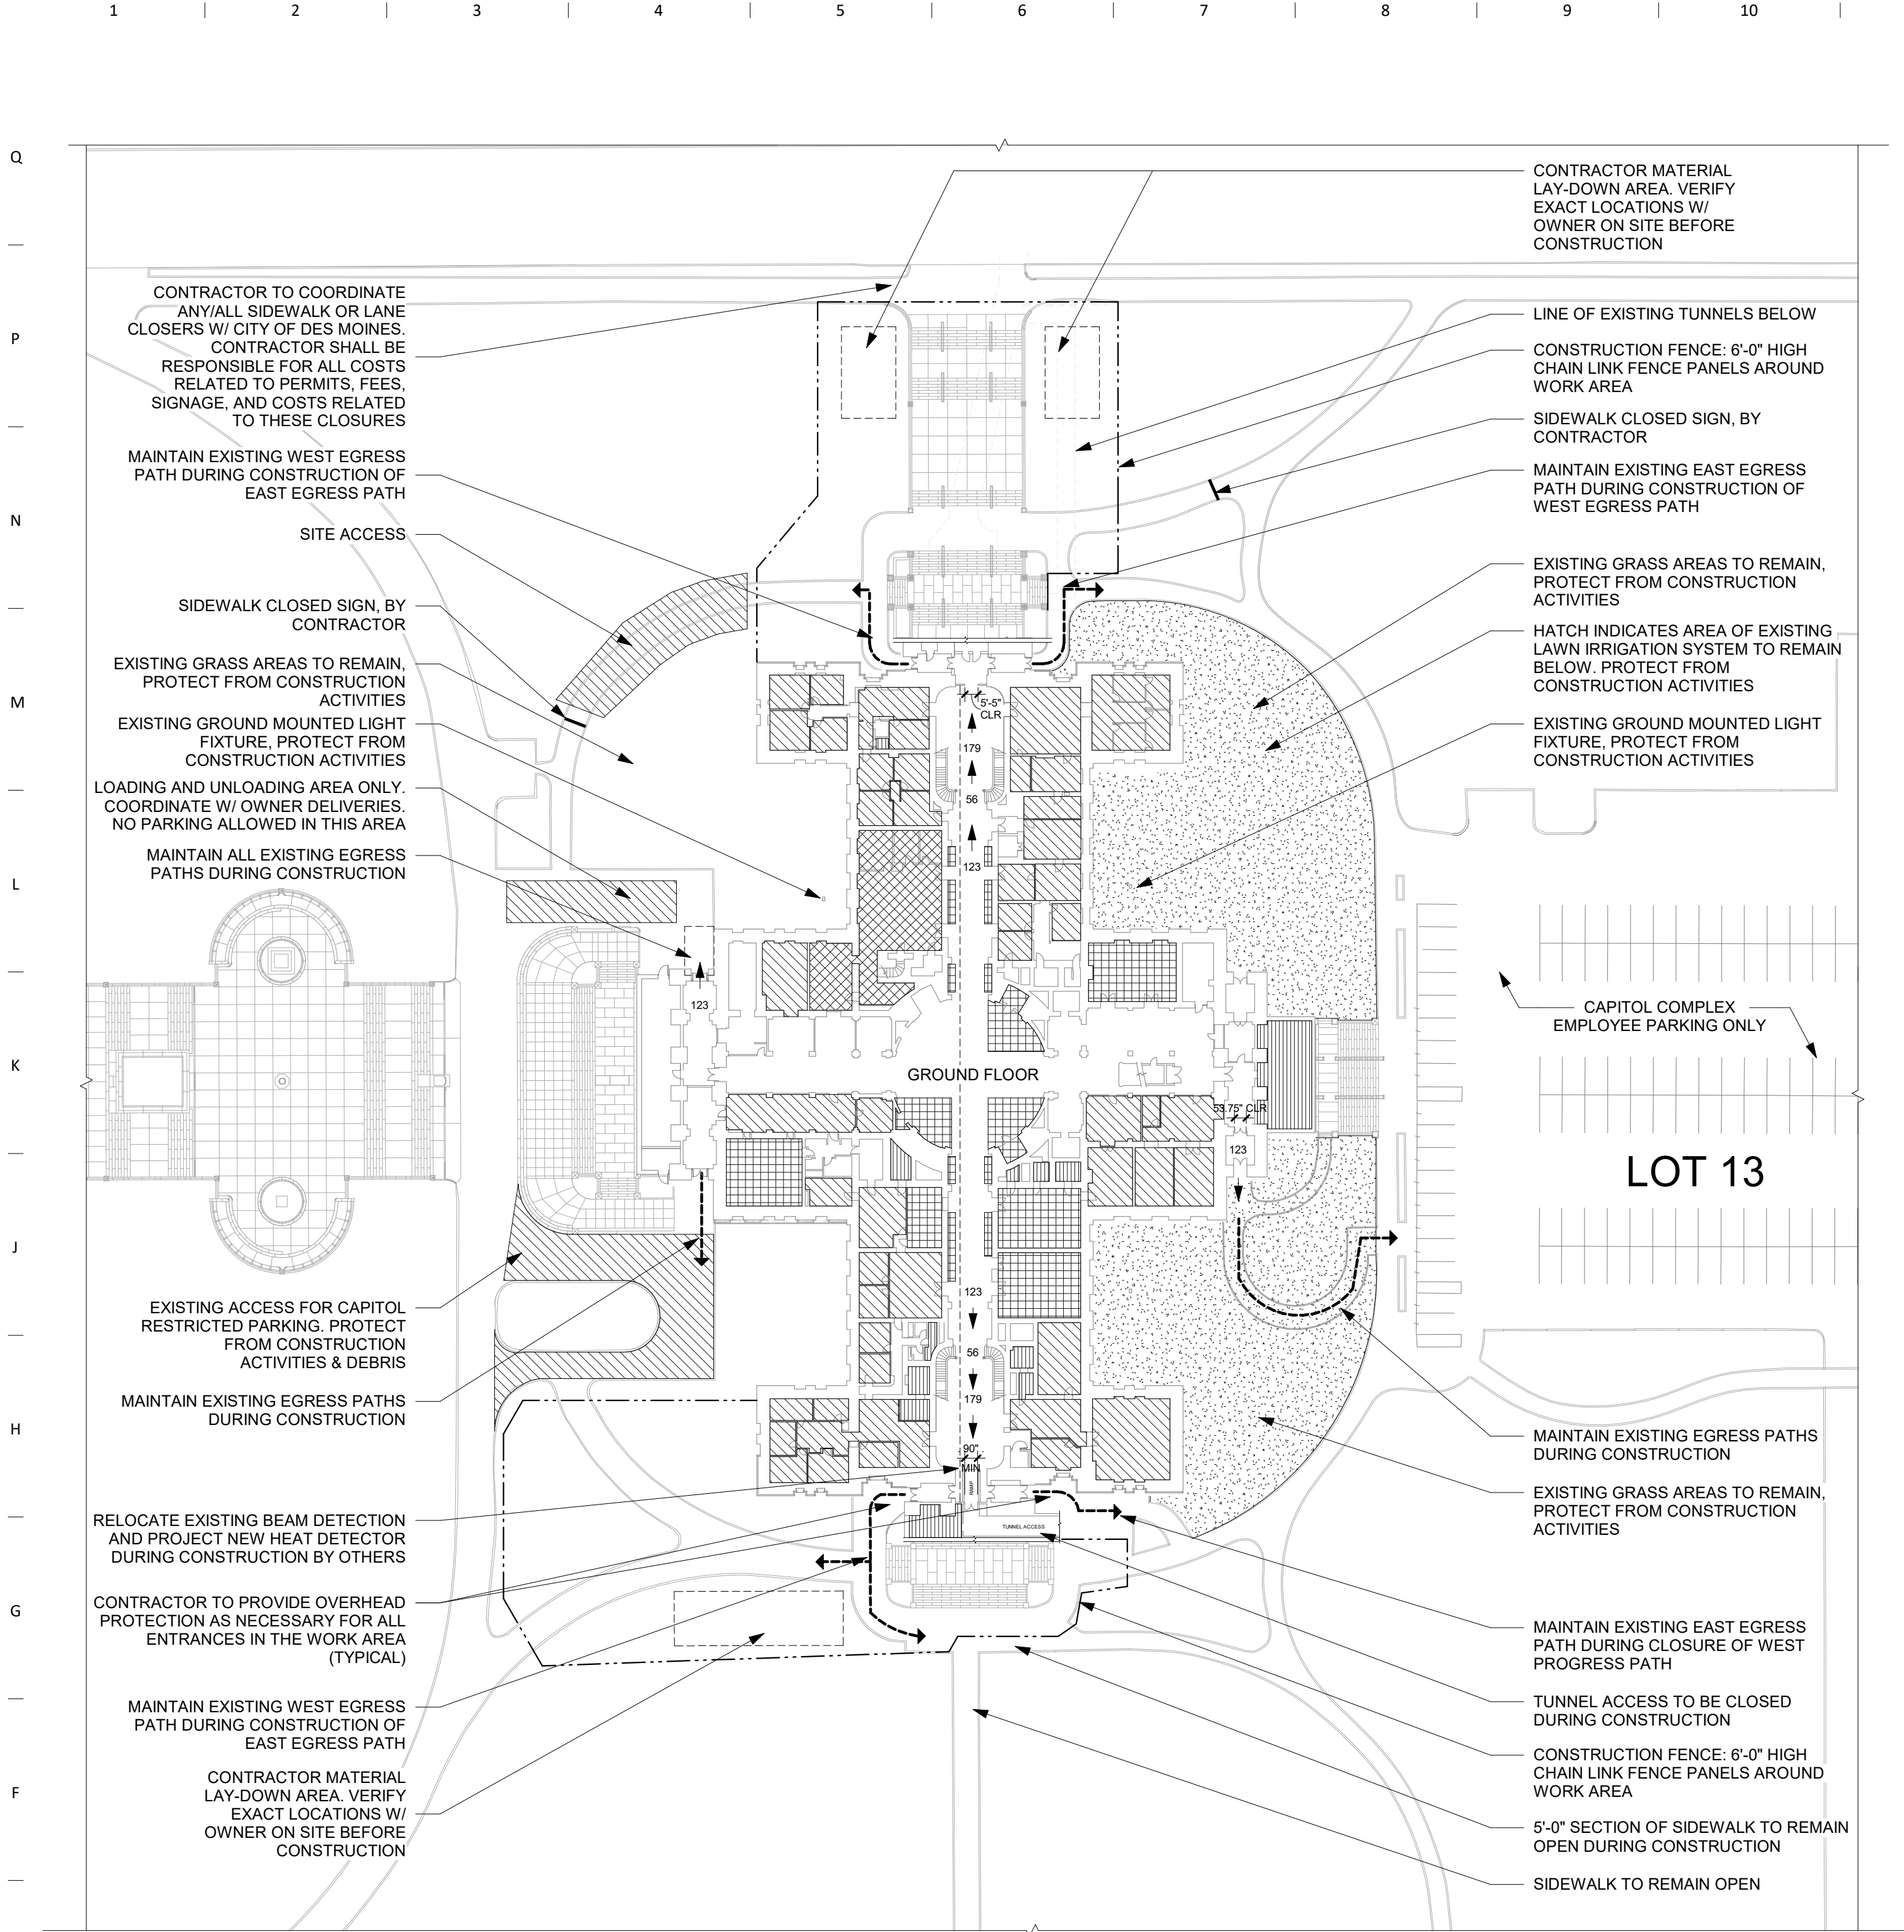 1
2
3
4
5
6
7
8
9
10
Q
P
N
M
L
K
J
H
G
F
CONTRACTOR TO COORDINATE
ANY/ALL SIDEWALK OR LANE
CLOSERS W/ CITY OF DES MOINES.
CONTRACTOR SHALL BE
RESPONSIBLE FOR ALL COSTS
RELATED TO PERMITS, FEES,
SIGNAGE, AND COSTS RELATED
TO THESE CLOSURES
MAINTAIN EXISTING WEST EGRESS
PATH DURING CONSTRUCTION OF
EAST EGRESS PATH
SITE ACCESS
SIDEWALK CLOSED SIGN, BY
CONTRACTOR
EXISTING GRASS AREAS TO REMAIN,
PROTECT FROM CONSTRUCTION
ACTIVITIES
EXISTING GROUND MOUNTED LIGHT
FIXTURE, PROTECT FROM
CONSTRUCTION ACTIVITIES
LOADING AND UNLOADING AREA ONLY.
COORDINATE W/ OWNER DELIVERIES.
NO PARKING ALLOWED IN THIS AREA
MAINTAIN ALL EXISTING EGRESS
PATHS DURING CONSTRUCTION
EXISTING ACCESS FOR CAPITOL
RESTRICTED PARKING. PROTECT
FROM CONSTRUCTION
ACTIVITIES & DEBRIS
MAINTAIN EXISTING EGRESS PATHS
DURING CONSTRUCTION
RELOCATE EXISTING BEAM DETECTION
AND PROJECT NEW HEAT DETECTOR
DURING CONSTRUCTION BY OTHERS
CONTRACTOR TO PROVIDE OVERHEAD
PROTECTION AS NECESSARY FOR ALL
ENTRANCES IN THE WORK AREA
(TYPICAL)
MAINTAIN EXISTING WEST EGRESS
PATH DURING CONSTRUCTION OF
EAST EGRESS PATH
CONTRACTOR MATERIAL
LAY-DOWN AREA. VERIFY
EXACT LOCATIONS W/
OWNER ON SITE BEFORE
CONSTRUCTION
5'-5"
CLR
179
56
123
123
GROUND FLOOR
53.75" CLR
123
123
56
179
90"
MIN
RAMP
TUNNEL ACCESS
CONTRACTOR MATERIAL
LAY-DOWN AREA. VERIFY
EXACT LOCATIONS W/
OWNER ON SITE BEFORE
CONSTRUCTION
LINE OF EXISTING TUNNELS BELOW
CONSTRUCTION FENCE: 6'-0" HIGH
CHAIN LINK FENCE PANELS AROUND
WORK AREA
SIDEWALK CLOSED SIGN, BY
CONTRACTOR
MAINTAIN EXISTING EAST EGRESS
PATH DURING CONSTRUCTION OF
WEST EGRESS PATH
EXISTING GRASS AREAS TO REMAIN,
PROTECT FROM CONSTRUCTION
ACTIVITIES
HATCH INDICATES AREA OF EXISTING
LAWN IRRIGATION SYSTEM TO REMAIN
BELOW. PROTECT FROM
CONSTRUCTION ACTIVITIES
EXISTING GROUND MOUNTED LIGHT
FIXTURE, PROTECT FROM
CONSTRUCTION ACTIVITIES
CAPITOL COMPLEX
EMPLOYEE PARKING ONLY
LOT 13
MAINTAIN EXISTING EGRESS PATHS
DURING CONSTRUCTION
EXISTING GRASS AREAS TO REMAIN,
PROTECT FROM CONSTRUCTION
ACTIVITIES
MAINTAIN EXISTING EAST EGRESS
PATH DURING CLOSURE OF WEST
PROGRESS PATH
TUNNEL ACCESS TO BE CLOSED
DURING CONSTRUCTION
CONSTRUCTION FENCE: 6'-0" HIGH
CHAIN LINK FENCE PANELS AROUND
WORK AREA
5'-0" SECTION OF SIDEWALK TO REMAIN
OPEN DURING CONSTRUCTION
SIDEWALK TO REMAIN OPEN